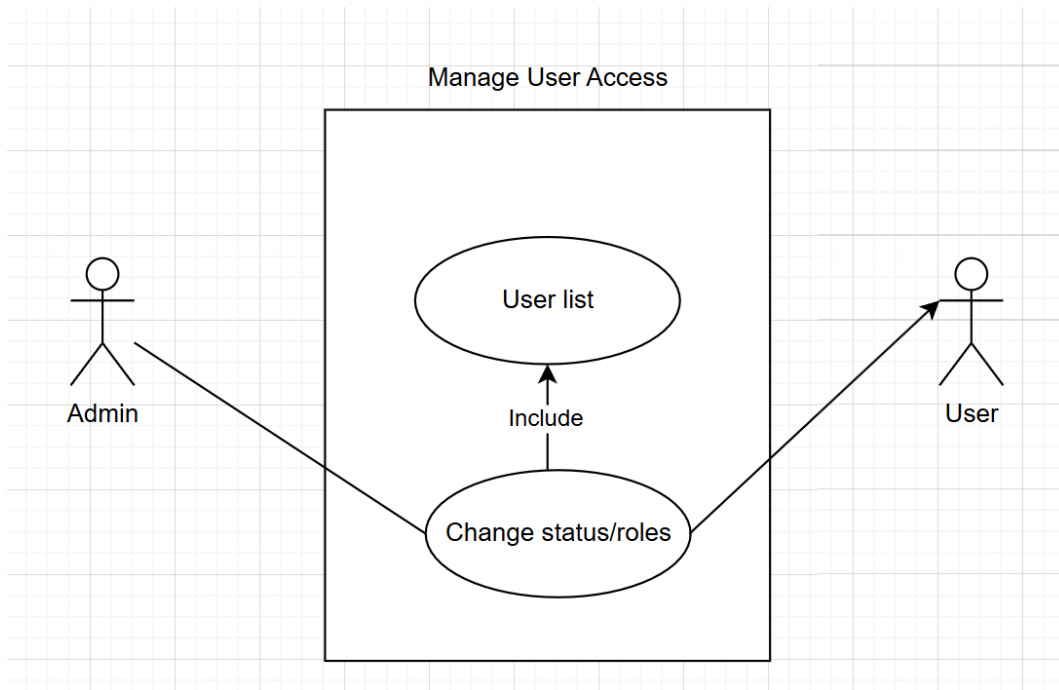 Manage User Access
User list
Admin
Include
User
Change status/roles